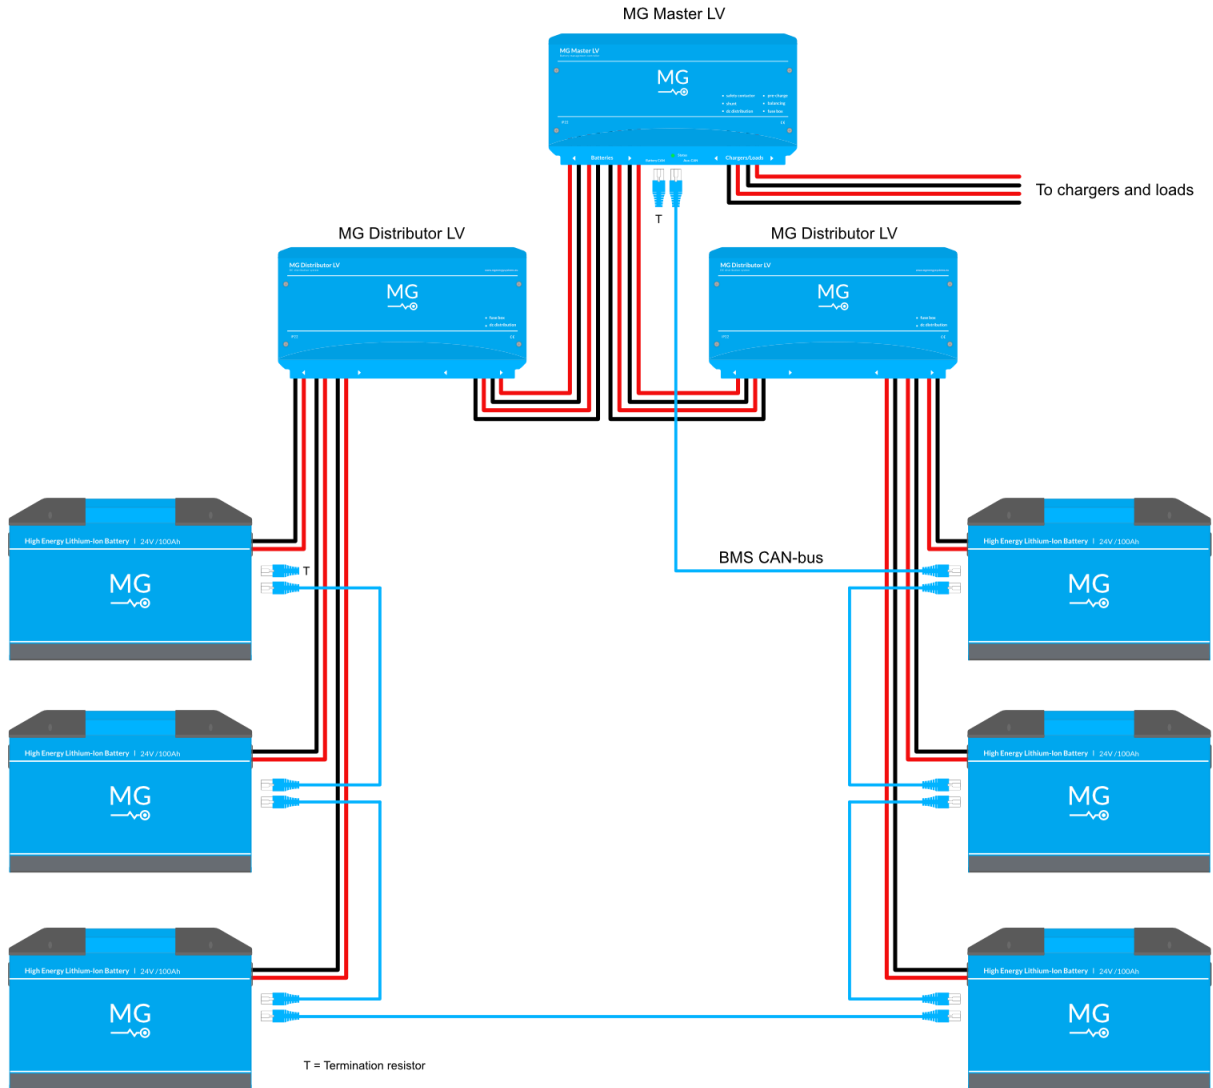 MG Master LV
MG Master LV
MG
safety contactor
pre-charge
shunt
balancing
dc distribution
fuse box
Batteries
Chargers/Loads
To chargers and loads
T
MG Distributor LV
MG Distributor LV
MG
fuse box
dc distribution
MG Distributor LV
MG Distributor LV
MG
fuse box
dc distribution
High Energy Lithium-Ion Battery | 24V/100Ah
MG
T
BMS CAN-bus
High Energy Lithium-Ion Battery | 24V/100Ah
MG
High Energy Lithium-Ion Battery | 24V/100Ah
MG
High Energy Lithium-Ion Battery | 24V/100Ah
MG
High Energy Lithium-Ion Battery | 24V/100Ah
MG
High Energy Lithium-Ion Battery | 24V/100Ah
MG
T = Termination resistor